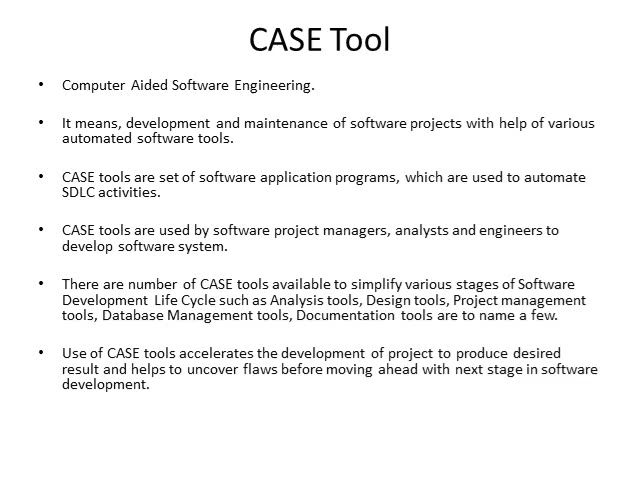 CASE Tool
• Computer Aided Software Engineering.
• It means, development and maintenance of software projects with help of various
automated software tools.
• CASE tools are set of software application programs, which are used to automate
SDLC activities.
• CASE tools are used by software project managers, analysts and engineers to
develop software system.
• There are number of CASE tools available to simplify various stages of Software
Development Life Cycle such as Analysis tools, Design tools, Project management
tools, Database Management tools, Documentation tools are to name a few.
• Use of CASE tools accelerates the development of project to produce desired
result and helps to uncover flaws before moving ahead with next stage in software
development.